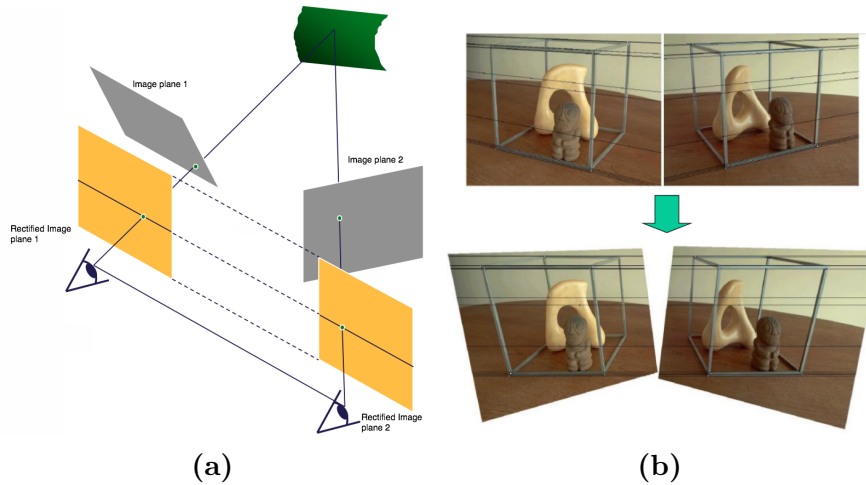 Image plane 1
Image plane 2
Rectified Image
plane 1
Rectified Image
plane 2
(a)
(b)